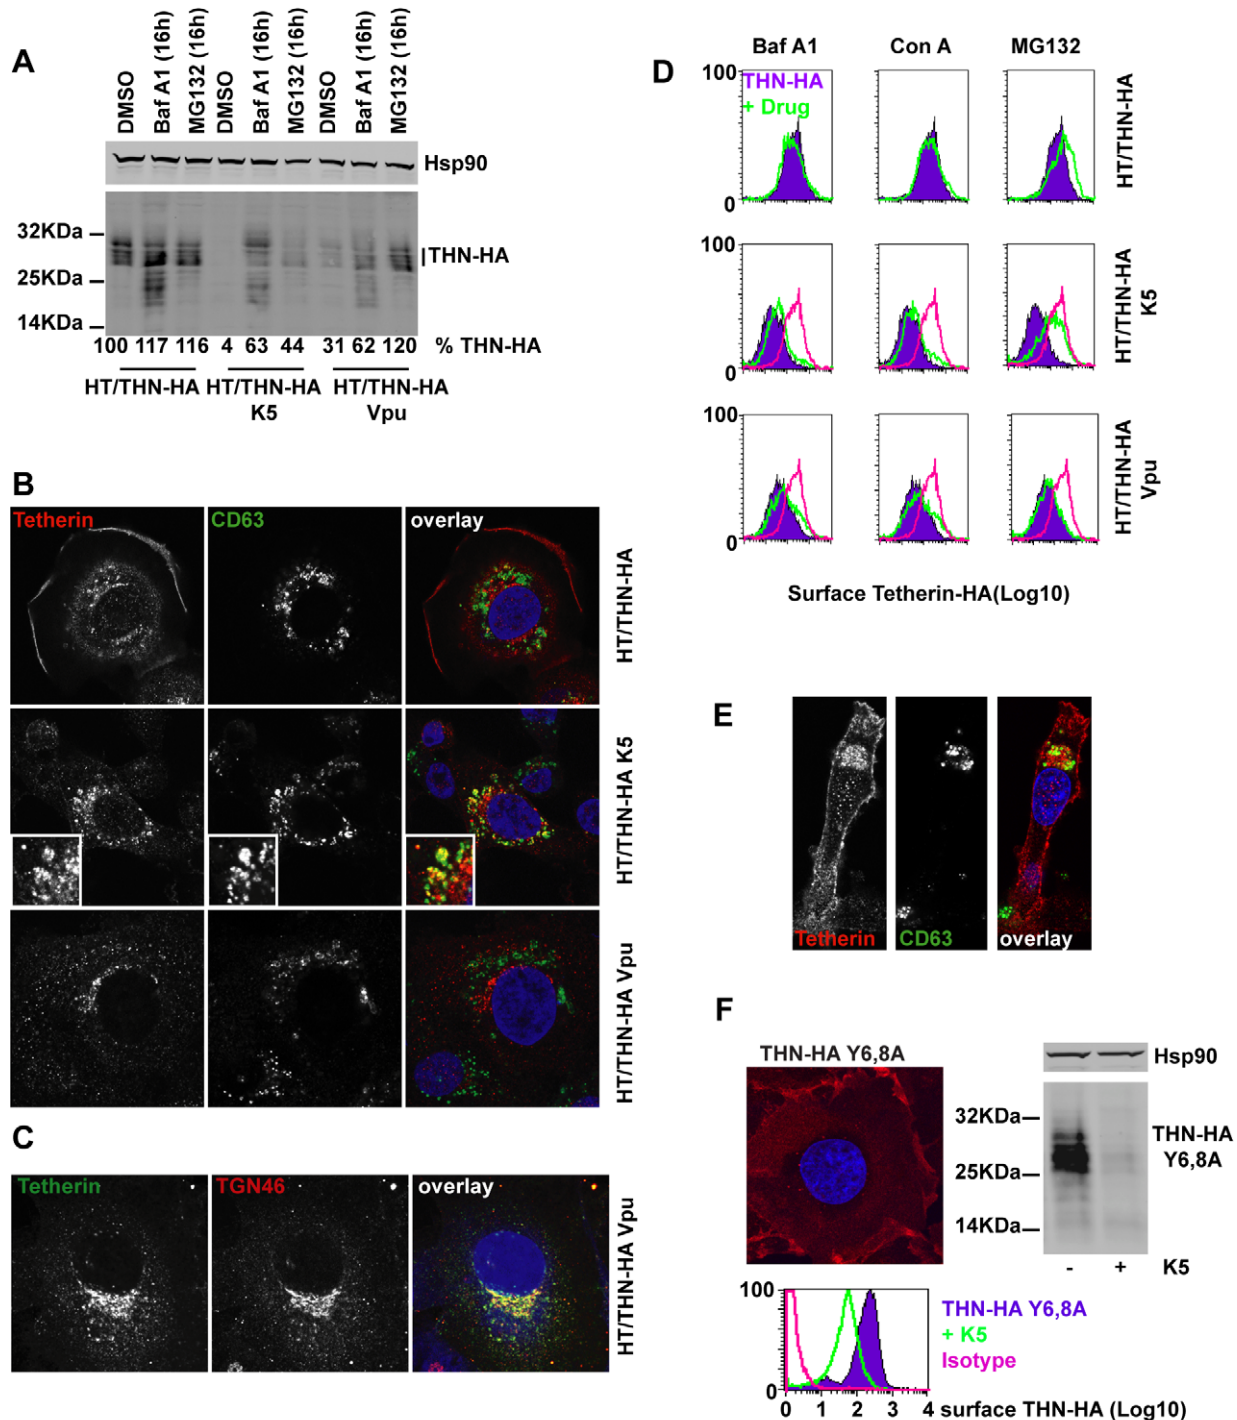 A
DMSO
Baf A1 (16h)
MG132 (16h)
DMSO
Baf A1 (16h)
MG132 (16h)
DMSO
Baf A1 (16h)
MG132 (16h)
Hsp90
32KDa
25KDa
14KDa
THN-HA
100 117 116 4 63 44 31 62 120 % THN-HA
HT/THN-HA HT/THN-HA HT/THN-HA
K5 Vpu
B
Tetherin CD63 overlay
HT/THN-HA
HT/THN-HA K5
HT/THN-HA Vpu
C
Tetherin TGN46 overlay
HT/THN-HA Vpu
D
Baf A1 Con A MG132
100
THN-HA
+ Drug
0
HT/THN-HA
100
0
HT/THN-HA
K5
100
0
HT/THN-HA
Vpu
Surface Tetherin-HA(Log10)
E
Tetherin CD63 overlay
F
THN-HA Y6,8A
Hsp90
32KDa
25KDa
14KDa
THN-HA
Y6,8A
- + K5
100
0
THN-HA Y6,8A
+ K5
Isotype
0 1 2 3 4 surface THN-HA (Log10)